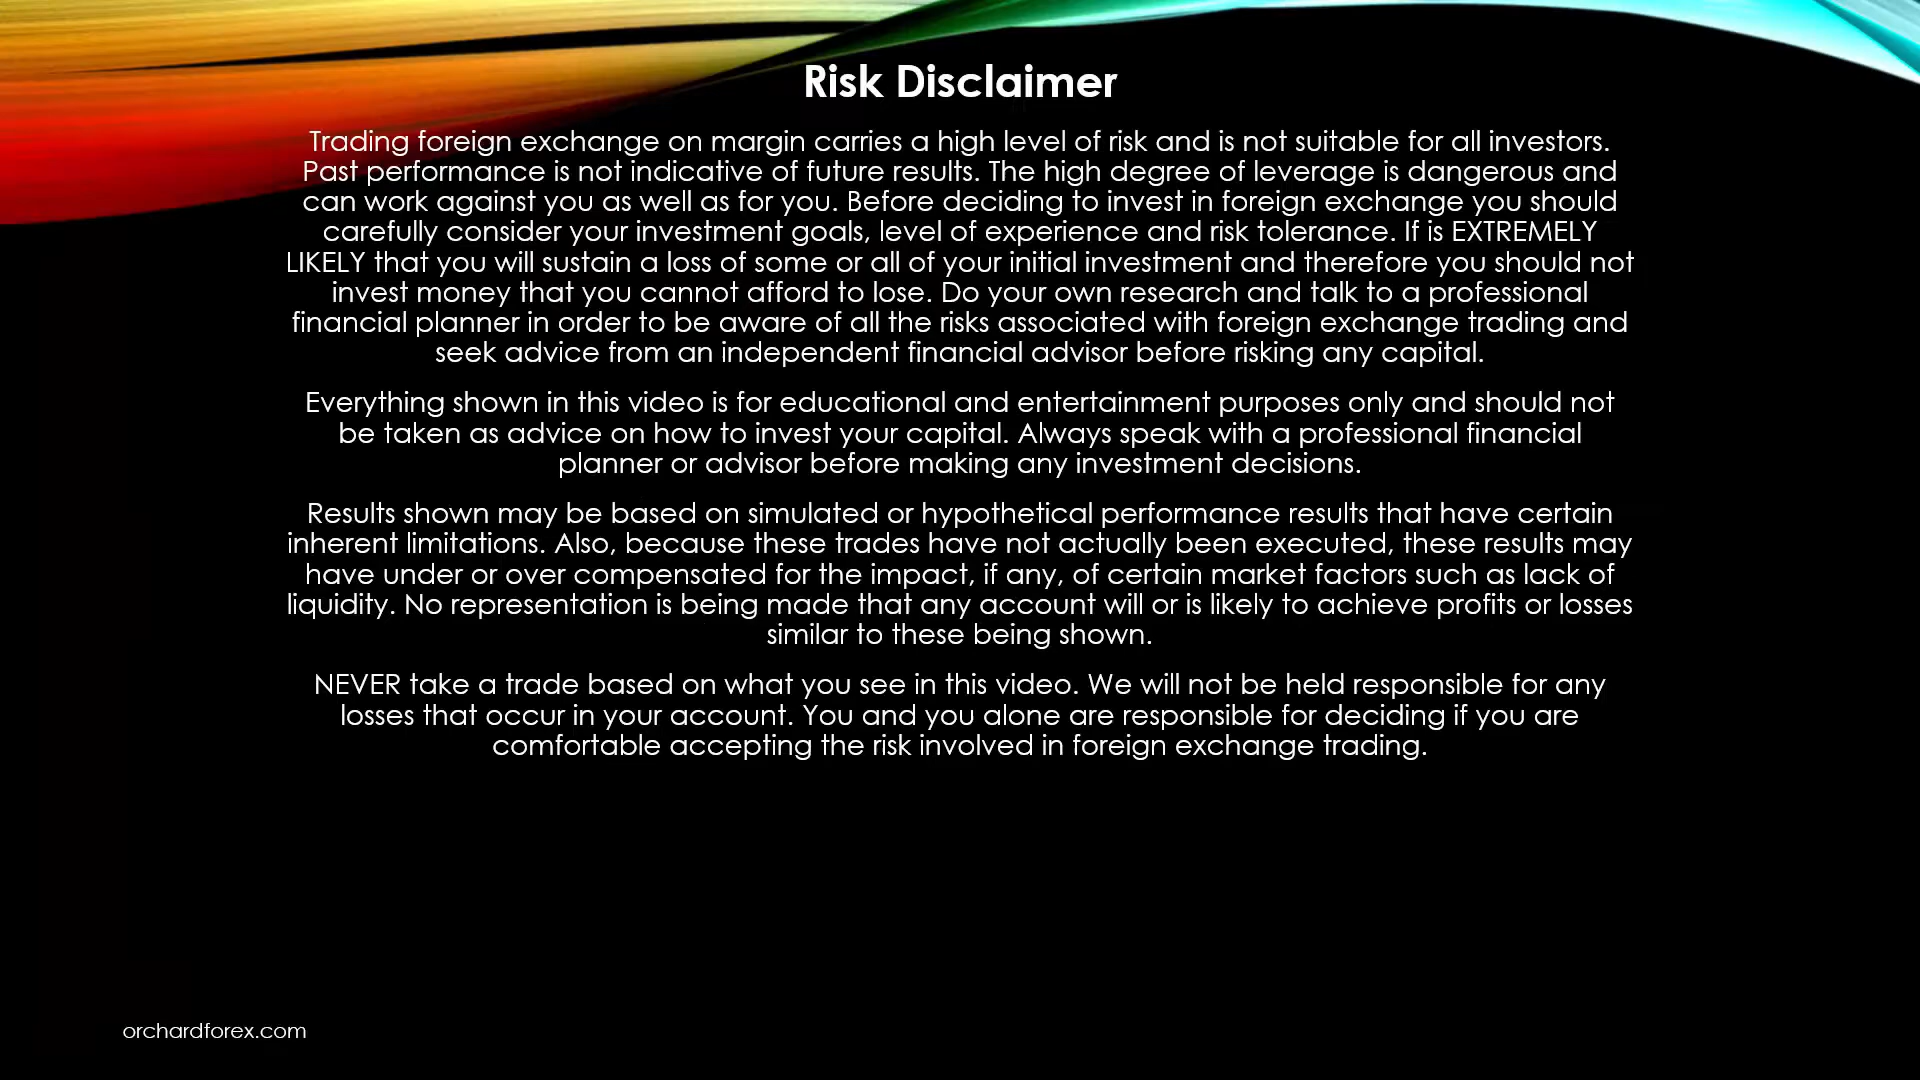 Risk Disclaimer
Trading foreign exchange on margin carries a high level of risk and is not suitable for all investors.
Past performance is not indicative of future results. The high degree of leverage is dangerous and
can work against you as well as for you. Before deciding to invest in foreign exchange you should
carefully consider your investment goals, level of experience and risk tolerance. If is EXTREMELY
LIKELY that you will sustain a loss of some or all of your initial investment and therefore you should not
invest money that you cannot afford to lose. Do your own research and talk to a professional
financial planner in order to be aware of all the risks associated with foreign exchange trading and
seek advice from an independent financial advisor before risking any capital.
Everything shown in this video is for educational and entertainment purposes only and should not
be taken as advice on how to invest your capital. Always speak with a professional financial
planner or advisor before making any investment decisions.
Results shown may be based on simulated or hypothetical performance results that have certain
inherent limitations. Also, because these trades have not actually been executed, these results may
have under or over compensated for the impact, if any, of certain market factors such as lack of
liquidity. No representation is being made that any account will or is likely to achieve profits or losses
similar to these being shown.
NEVER take a trade based on what you see in this video. We will not be held responsible for any
losses that occur in your account. You and you alone are responsible for deciding if you are
comfortable accepting the risk involved in foreign exchange trading.
orchardforex.com